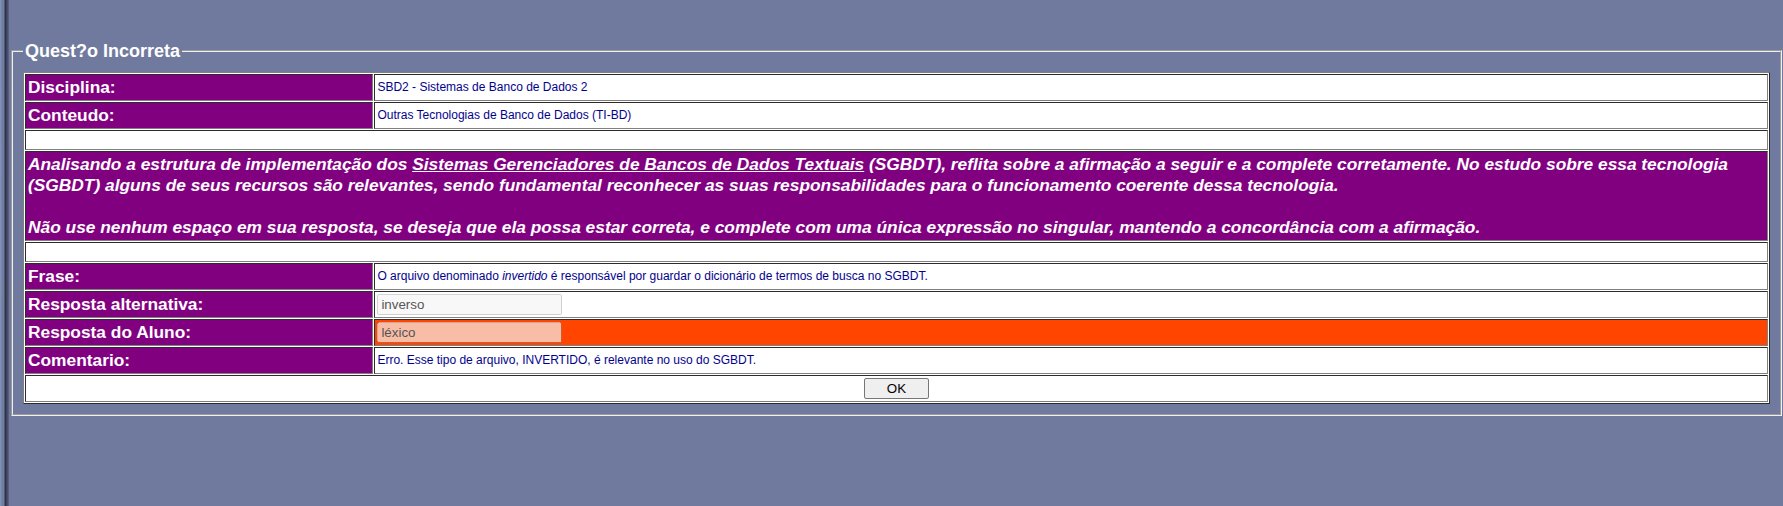 Quest?o Incorreta
Disciplina:
SBD2 - Sistemas de Banco de Dados 2
Conteudo:
Outras Tecnologias de Banco de Dados (TI-BD)
Analisando a estrutura de implementação dos Sistemas Gerenciadores de Bancos de Dados Textuais (SGBDT), reflita sobre a afirmação a seguir e a complete corretamente. No estudo sobre essa tecnologia
(SGBDT) alguns de seus recursos são relevantes, sendo fundamental reconhecer as suas responsabilidades para o funcionamento coerente dessa tecnologia.
Não use nenhum espaço em sua resposta, se deseja que ela possa estar correta, e complete com uma única expressão no singular, mantendo a concordância com a afirmação.
Frase:
O arquivo denominado invertido é responsável por guardar o dicionário de termos de busca no SGBDT.
Resposta alternativa:
inverso
Resposta do Aluno:
léxico
Comentario:
Erro. Esse tipo de arquivo, INVERTIDO, é relevante no uso do SGBDT.
OK